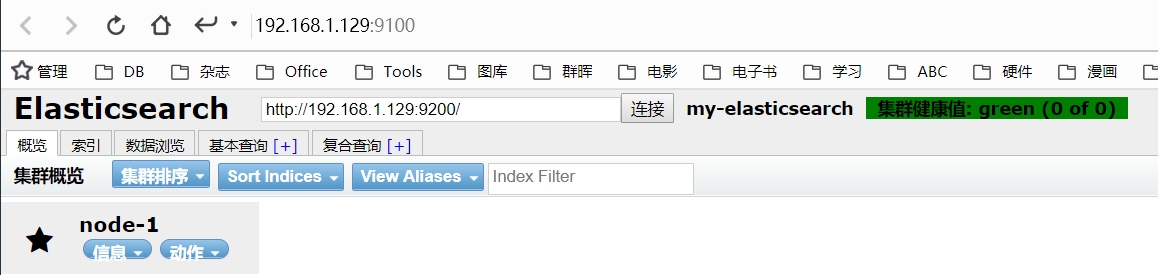 192.168.1.129:9100
管理 DB 杂志 Office Tools 图库 群晖 电影 电子书 学习 ABC 硬件 漫画
Elasticsearch http://192.168.1.129:9200/ 连接 my-elasticsearch 集群健康值: green (0 of 0)
概览 索引 数据浏览 基本查询 [+] 复合查询 [+]
集群概览 集群排序 Sort Indices View Aliases Index Filter
node-1
信息 动作